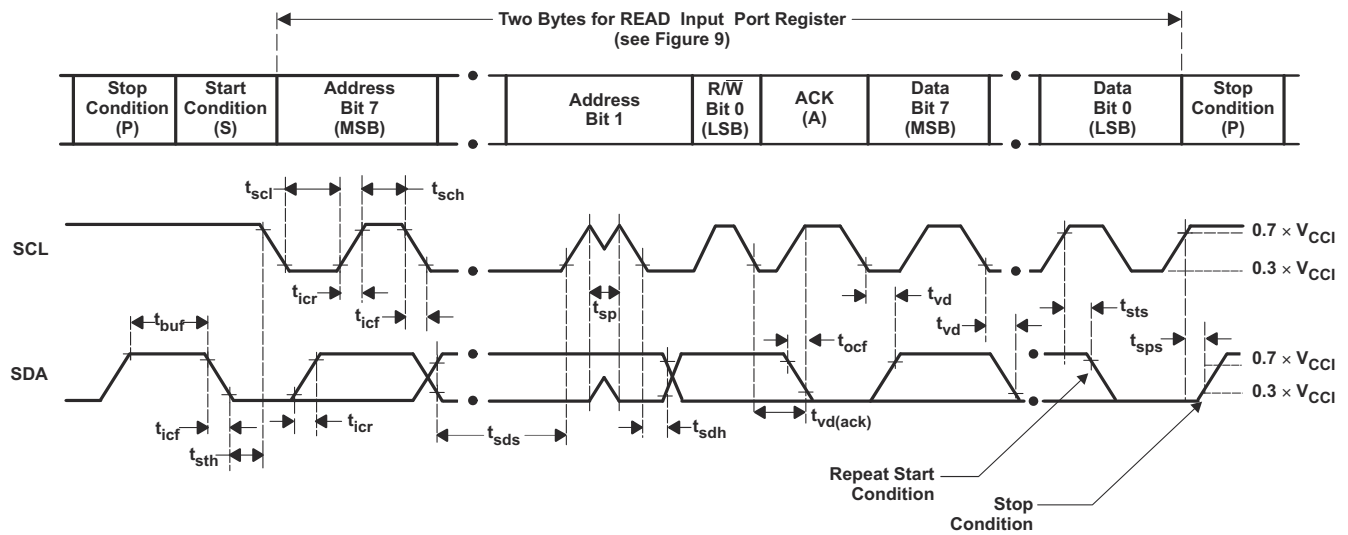 Two Bytes for READ Input Port Register
(see Figure 9)
Stop
Condition
(P)
Start
Condition
(S)
Address
Bit 7
(MSB)
Address
Bit 1
R/W̅
Bit 0
(LSB)
ACK
(A)
Data
Bit 7
(MSB)
Data
Bit 0
(LSB)
Stop
Condition
(P)
tscl
tsch
SCL
0.7 × VCCI
0.3 × VCCI
ticr
ticf
tsp
tvd
tvd
tsts
tbuf
tocf
tsps
SDA
0.7 × VCCI
0.3 × VCCI
ticf
ticr
tsth
tsds
tsdh
tvd(ack)
Repeat Start
Condition
Stop
Condition